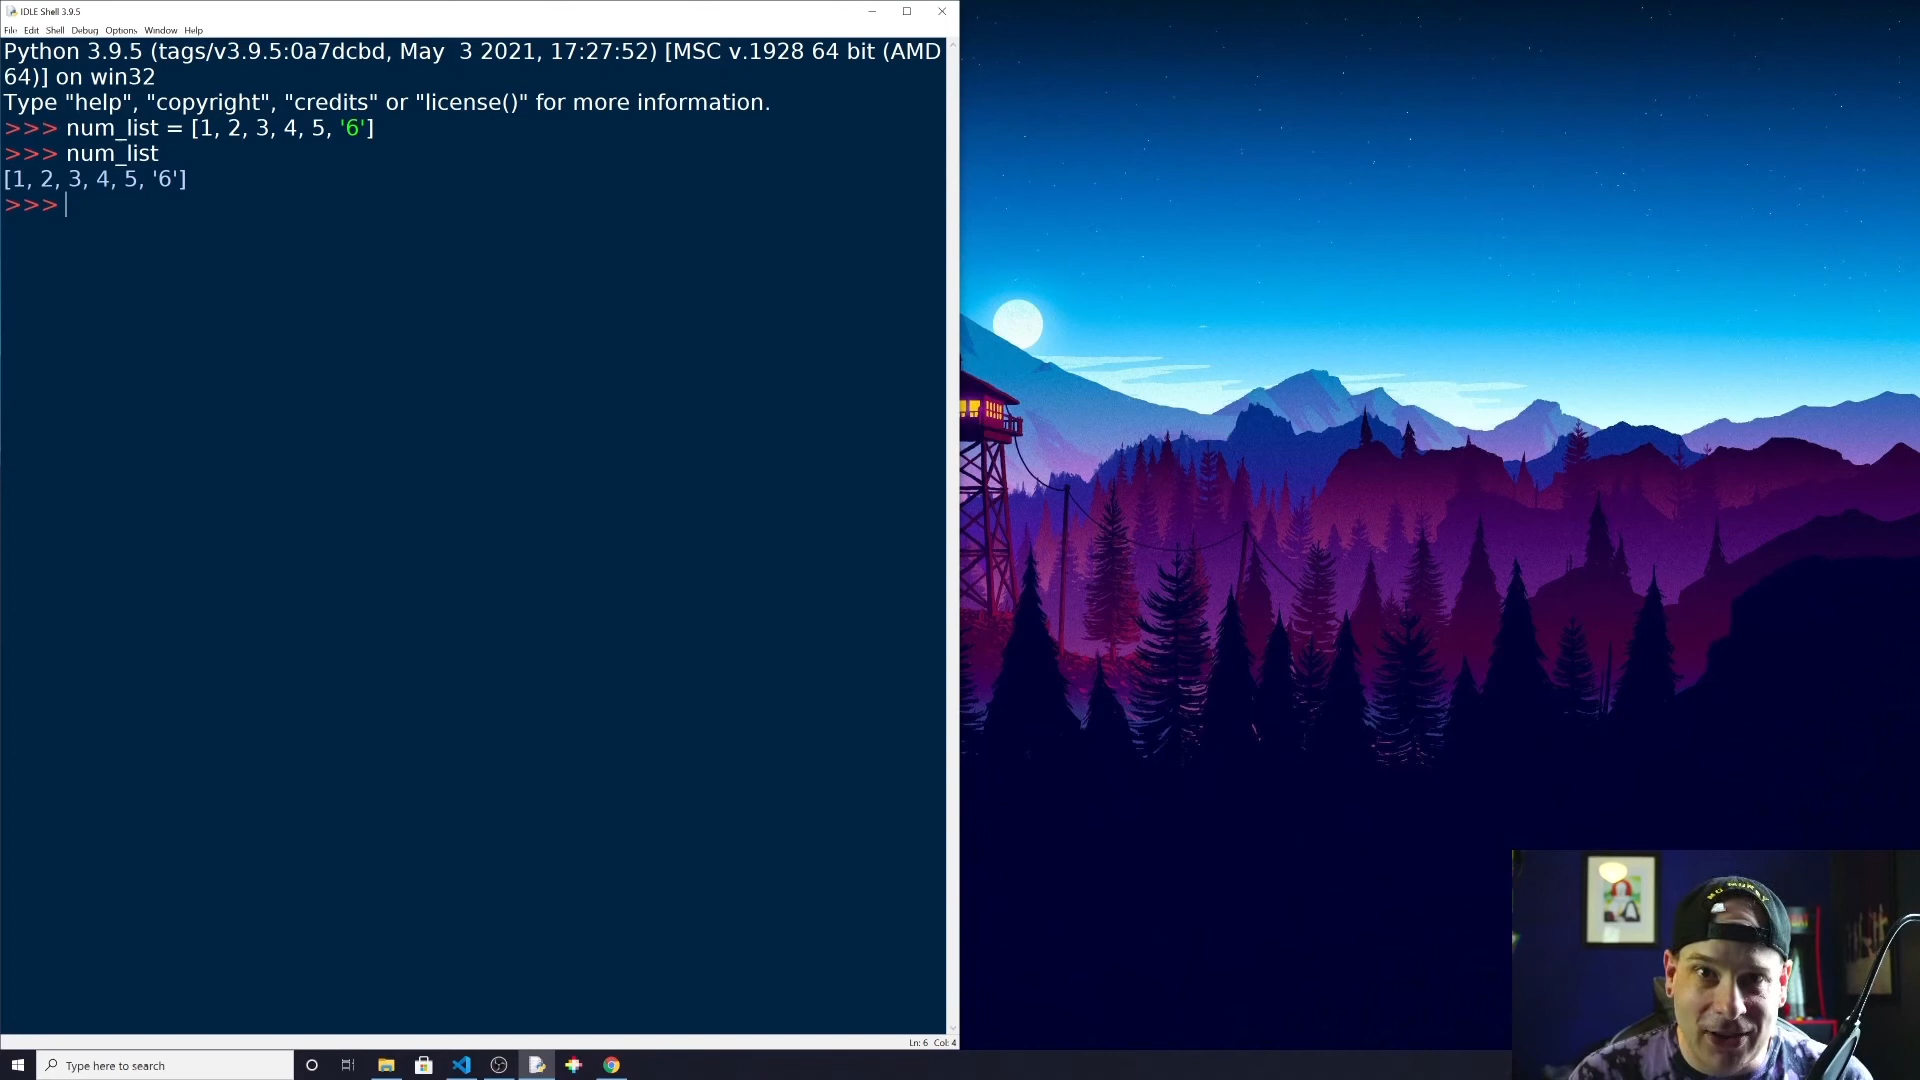 IDLE Shell 3.9.5
File Edit Shell Debug Options Window Help
Python 3.9.5 (tags/v3.9.5:0a7dcbd, May  3 2021, 17:27:52) [MSC v.1928 64 bit (AMD
64)] on win32
Type "help", "copyright", "credits" or "license()" for more information.
>>> num_list = [1, 2, 3, 4, 5, '6']
>>> num_list
[1, 2, 3, 4, 5, '6']
>>>
Ln: 6 Col: 4
Type here to search